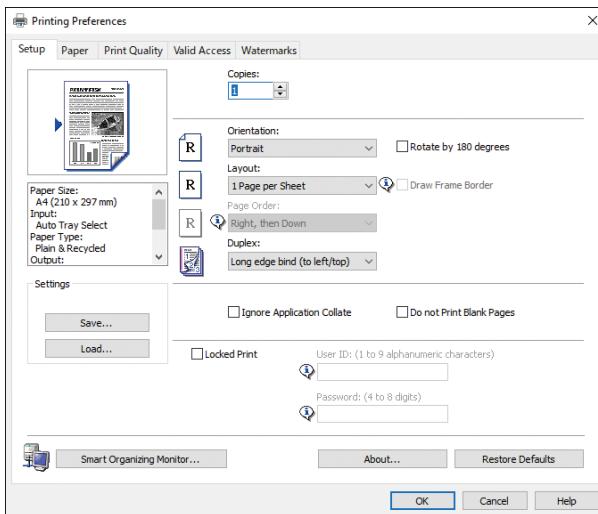 Printing Preferences
Setup
Paper
Print Quality
Valid Access
Watermarks
Copies:
1
Orientation:
Portrait
Rotate by 180 degrees
Layout:
1 Page per Sheet
Draw Frame Border
Page Order:
Right, then Down
Duplex:
Long edge bind (to left/top)
Paper Size:
A4 (210 x 297 mm)
Input:
Auto Tray Select
Paper Type:
Plain & Recycled
Output:
Settings
Save...
Load...
Ignore Application Collate
Do not Print Blank Pages
Locked Print
User ID: (1 to 9 alphanumeric characters)
Password: (4 to 8 digits)
Smart Organizing Monitor...
About...
Restore Defaults
OK
Cancel
Help
R
R
R